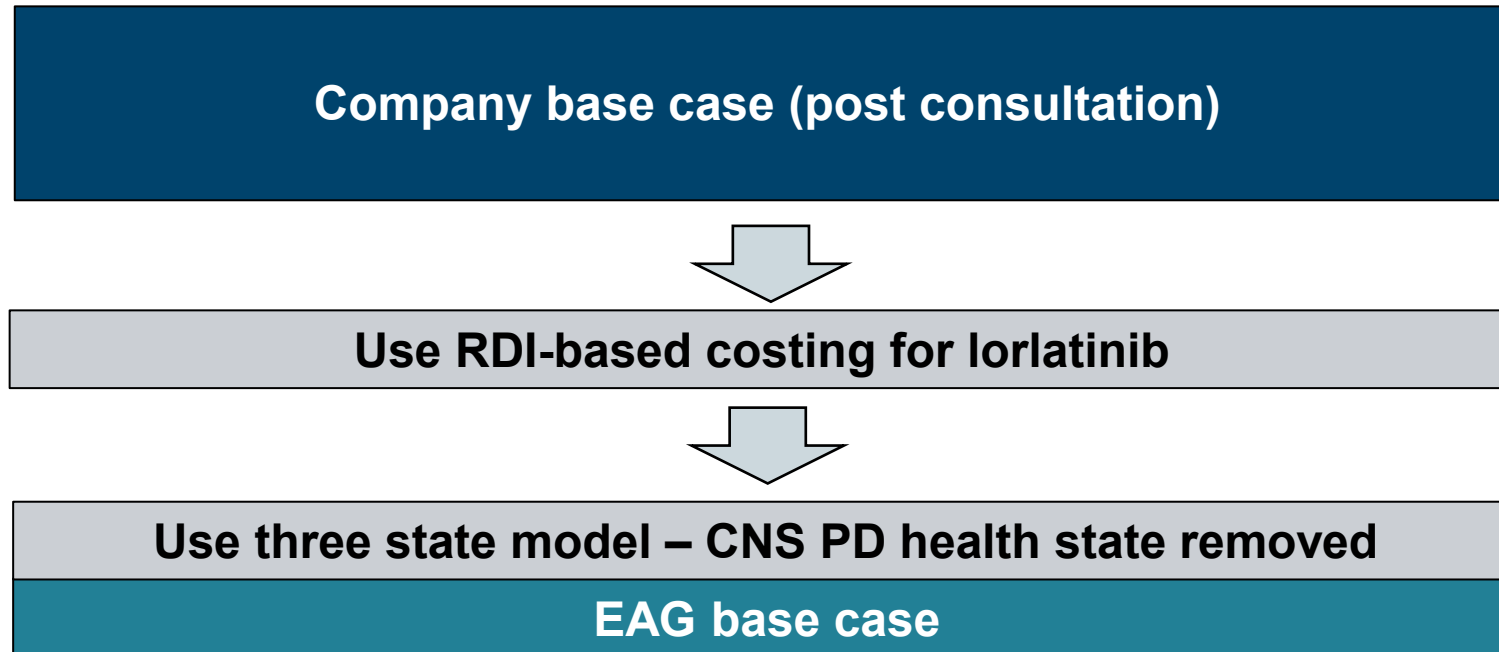 Company base case (post consultation)
Use RDI-based costing for lorlatinib
Use three state model – CNS PD health state removed
EAG base case